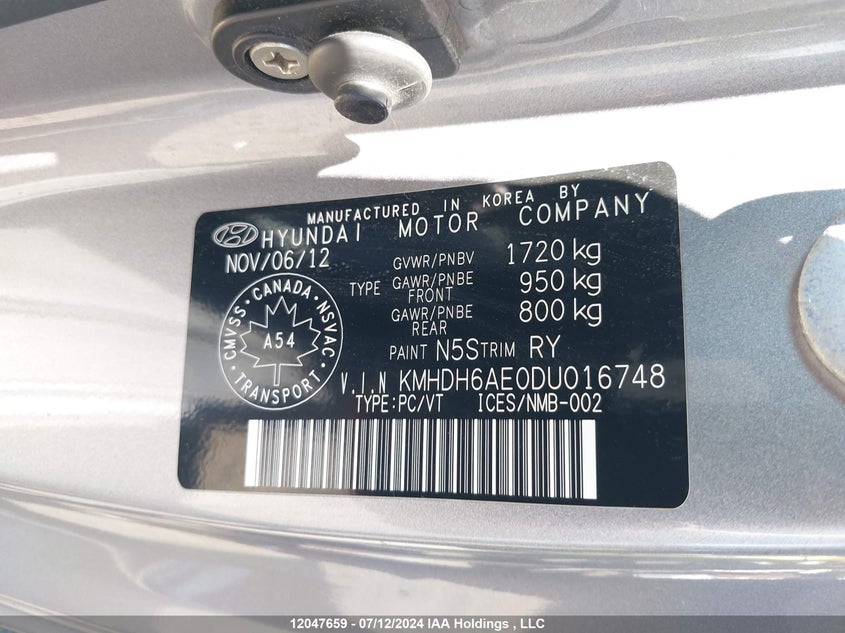 MANUFACTURED IN KOREA BY
HYUNDAI MOTOR COMPANY
NOV/06/12
GVWR/PNBV 1720 kg
TYPE GAWR/PNBE FRONT 950 kg
GAWR/PNBE REAR 800 kg
CANADA · NSVAC · TRANSPORT · CMVSS ·
A54
PAINT N5S TRIM RY
V.I.N KMHDH6AE0DU016748
TYPE:PC/VT ICES/NMB-002
12047659 - 07/12/2024 IAA Holdings , LLC